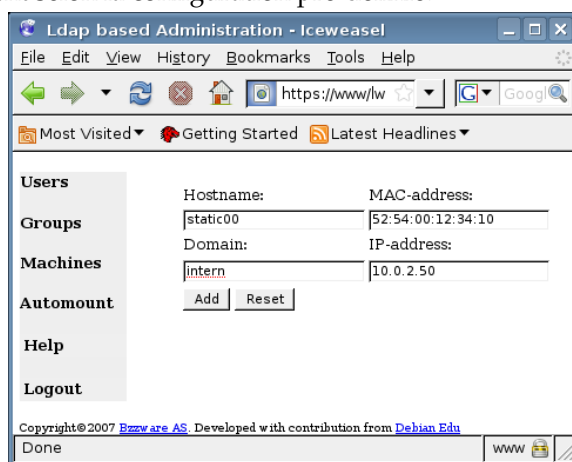 Ldap based Administration - Iceweasel
File Edit View History Bookmarks Tools Help
https://www/lw G Googl
Most Visited Getting Started Latest Headlines
Users
Groups
Machines
Automount
Help
Logout
Hostname: MAC-address:
static00 52:54:00:12:34:10
Domain: IP-address:
intern 10.0.2.50
Add Reset
Copyright©2007 Bzzware AS. Developed with contribution from Debian Edu
Done www